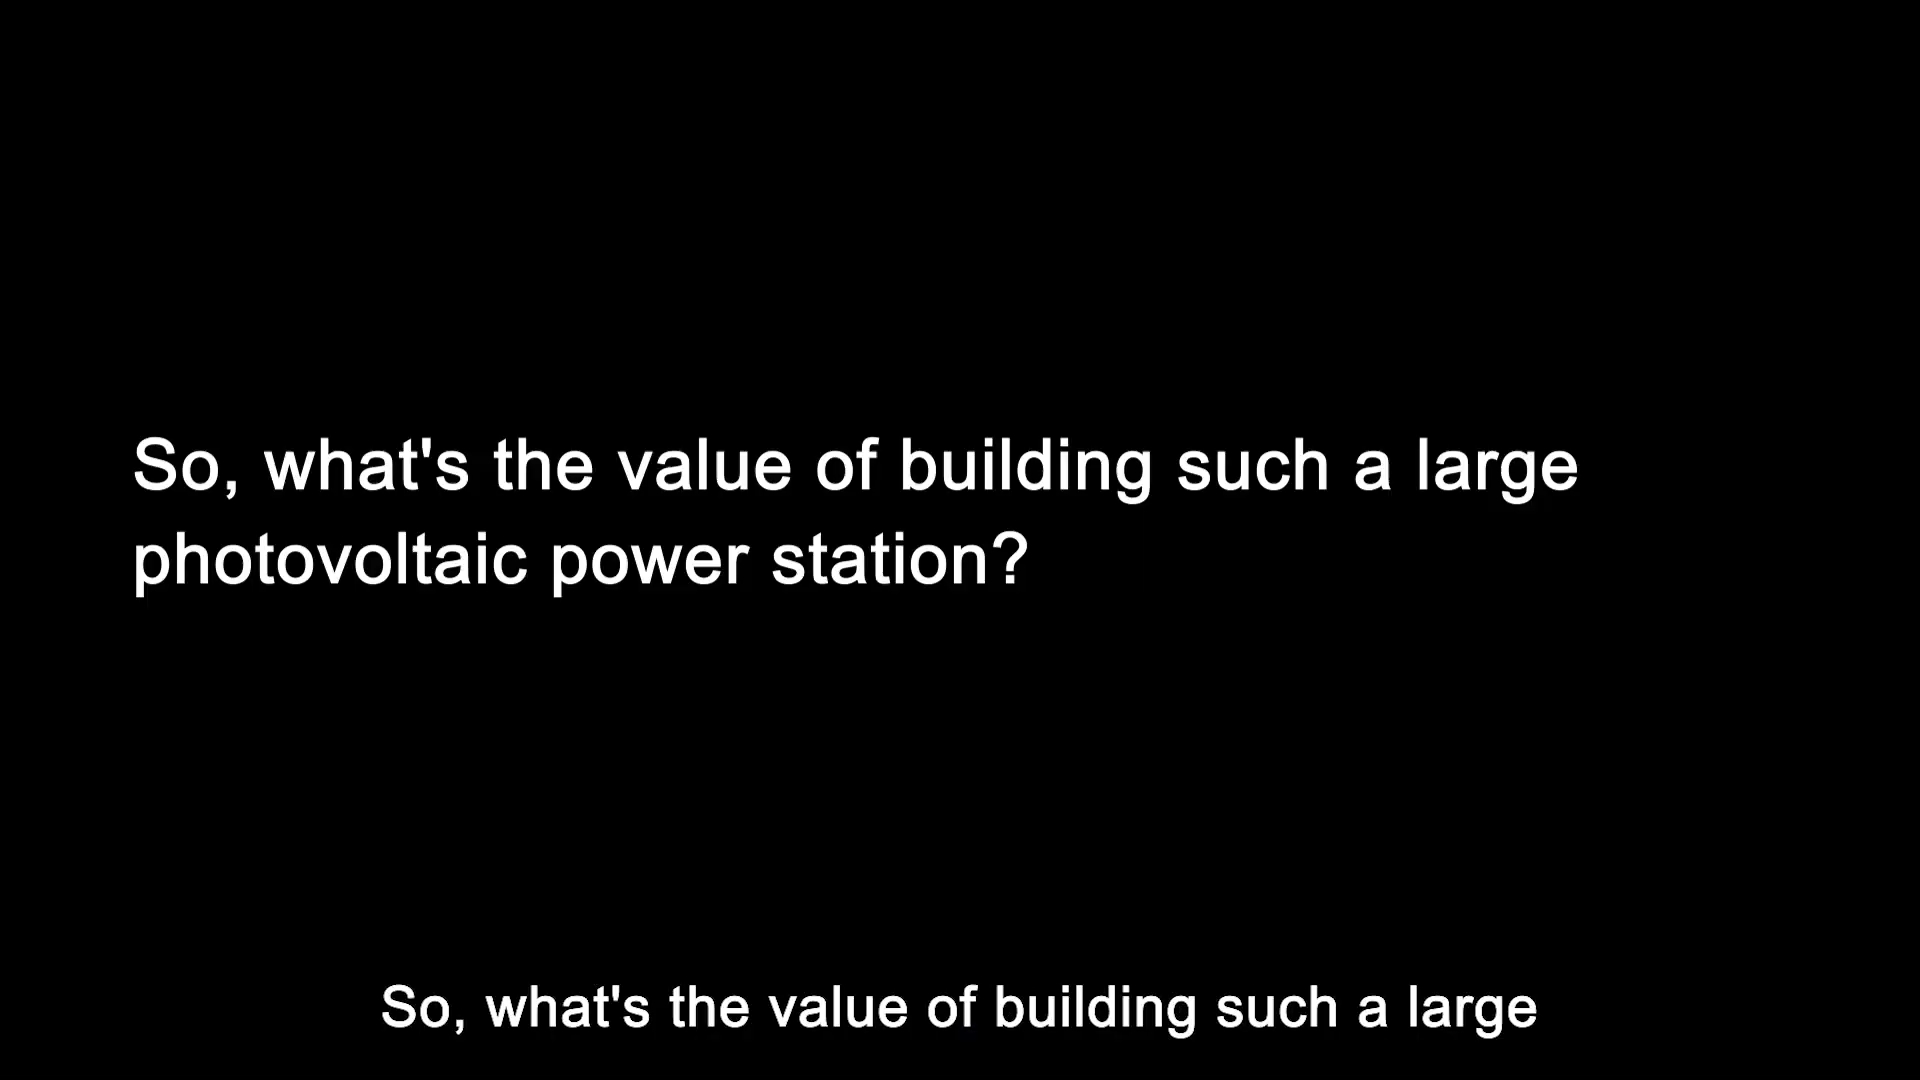 So, what's the value of building such a large
photovoltaic power station?
So, what's the value of building such a large